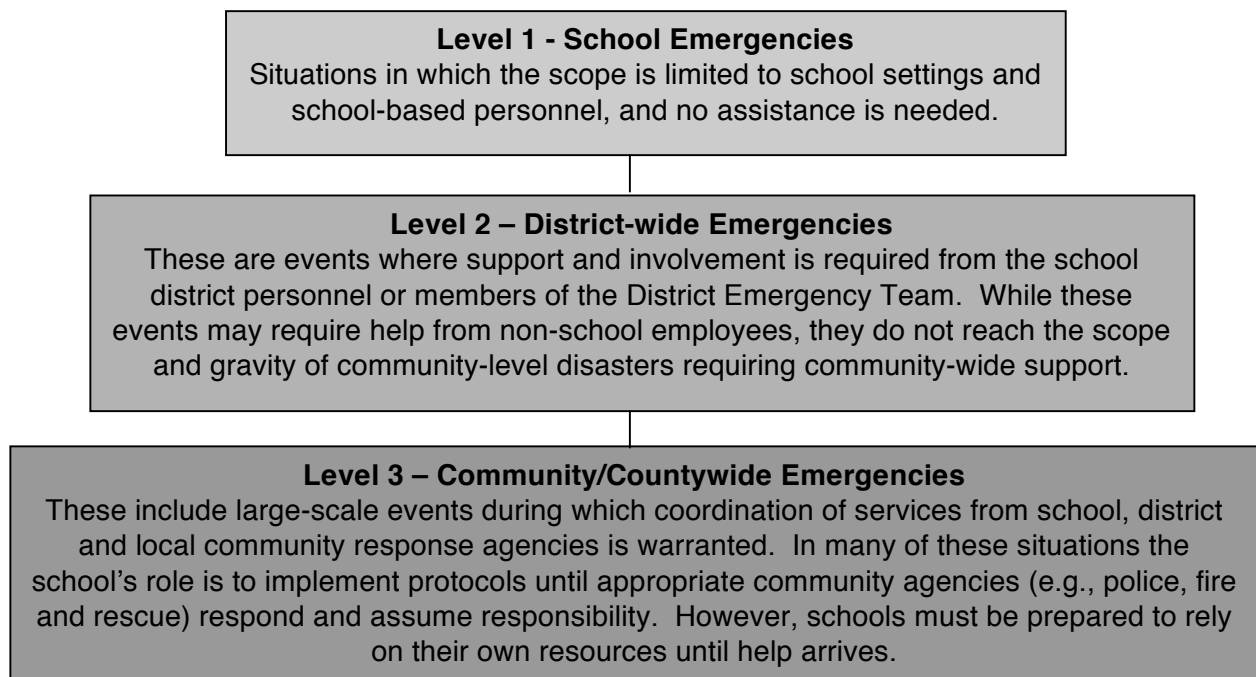 Level 1 - School Emergencies
Situations in which the scope is limited to school settings and
school-based personnel, and no assistance is needed.
Level 2 – District-wide Emergencies
These are events where support and involvement is required from the school
district personnel or members of the District Emergency Team.  While these
events may require help from non-school employees, they do not reach the scope
and gravity of community-level disasters requiring community-wide support.
Level 3 – Community/Countywide Emergencies
These include large-scale events during which coordination of services from school, district
and local community response agencies is warranted.  In many of these situations the
school’s role is to implement protocols until appropriate community agencies (e.g., police, fire
and rescue) respond and assume responsibility.  However, schools must be prepared to rely
on their own resources until help arrives.